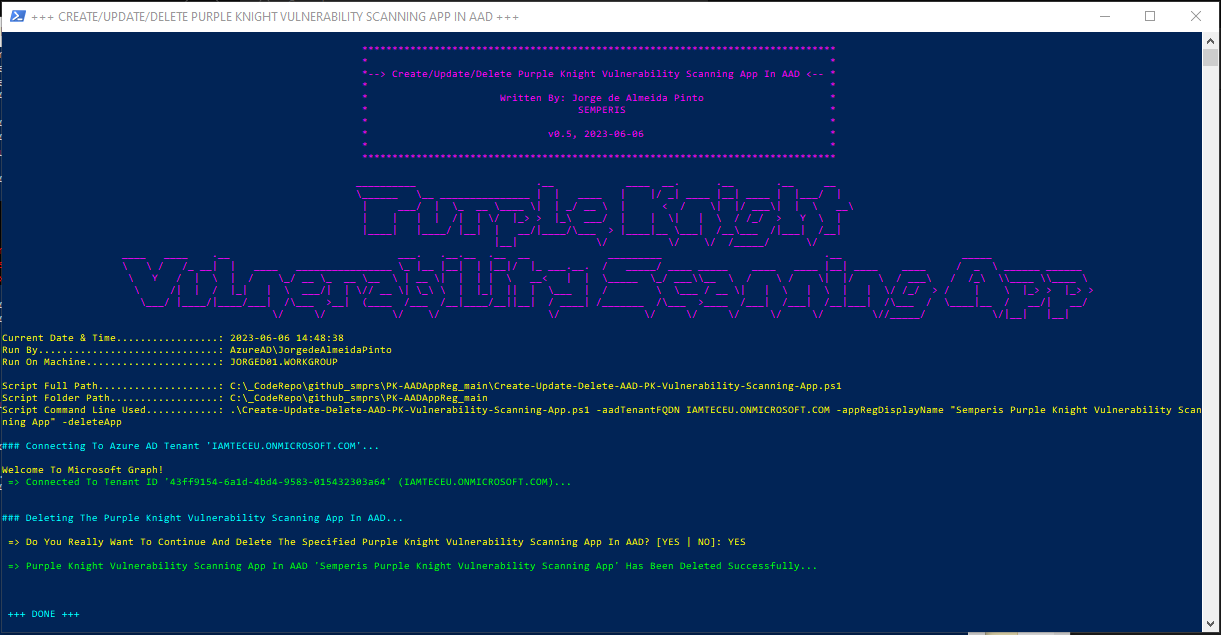 +++ CREATE/UPDATE/DELETE PURPLE KNIGHT VULNERABILITY SCANNING APP IN AAD +++
*******************************************************************************
* *
*--> Create/Update/Delete Purple Knight Vulnerability Scanning App In AAD <-- *
* *
* Written By: Jorge de Almeida Pinto *
* SEMPERIS *
* *
* v0.5, 2023-06-06 *
* *
*******************************************************************************
Purple Knight
Vulnerability Scanning App
Current Date & Time.................: 2023-06-06 14:48:38
Run By..............................: AzureAD\JorgedeAlmeidaPinto
Run On Machine......................: JORGED01.WORKGROUP
Script Full Path....................: C:\_CodeRepo\github_smprs\PK-AADAppReg_main\Create-Update-Delete-AAD-PK-Vulnerability-Scanning-App.ps1
Script Folder Path..................: C:\_CodeRepo\github_smprs\PK-AADAppReg_main
Script Command Line Used............: .\Create-Update-Delete-AAD-PK-Vulnerability-Scanning-App.ps1 -aadTenantFQDN IAMTECEU.ONMICROSOFT.COM -appRegDisplayName "Semperis Purple Knight Vulnerability Scan
ning App" -deleteApp
### Connecting To Azure AD Tenant 'IAMTECEU.ONMICROSOFT.COM'...
Welcome To Microsoft Graph!
=> Connected To Tenant ID '43ff9154-6a1d-4bd4-9583-015432303a64' (IAMTECEU.ONMICROSOFT.COM)...
### Deleting The Purple Knight Vulnerability Scanning App In AAD...
=> Do You Really Want To Continue And Delete The Specified Purple Knight Vulnerability Scanning App In AAD? [YES | NO]: YES
=> Purple Knight Vulnerability Scanning App In AAD 'Semperis Purple Knight Vulnerability Scanning App' Has Been Deleted Successfully...
+++ DONE +++